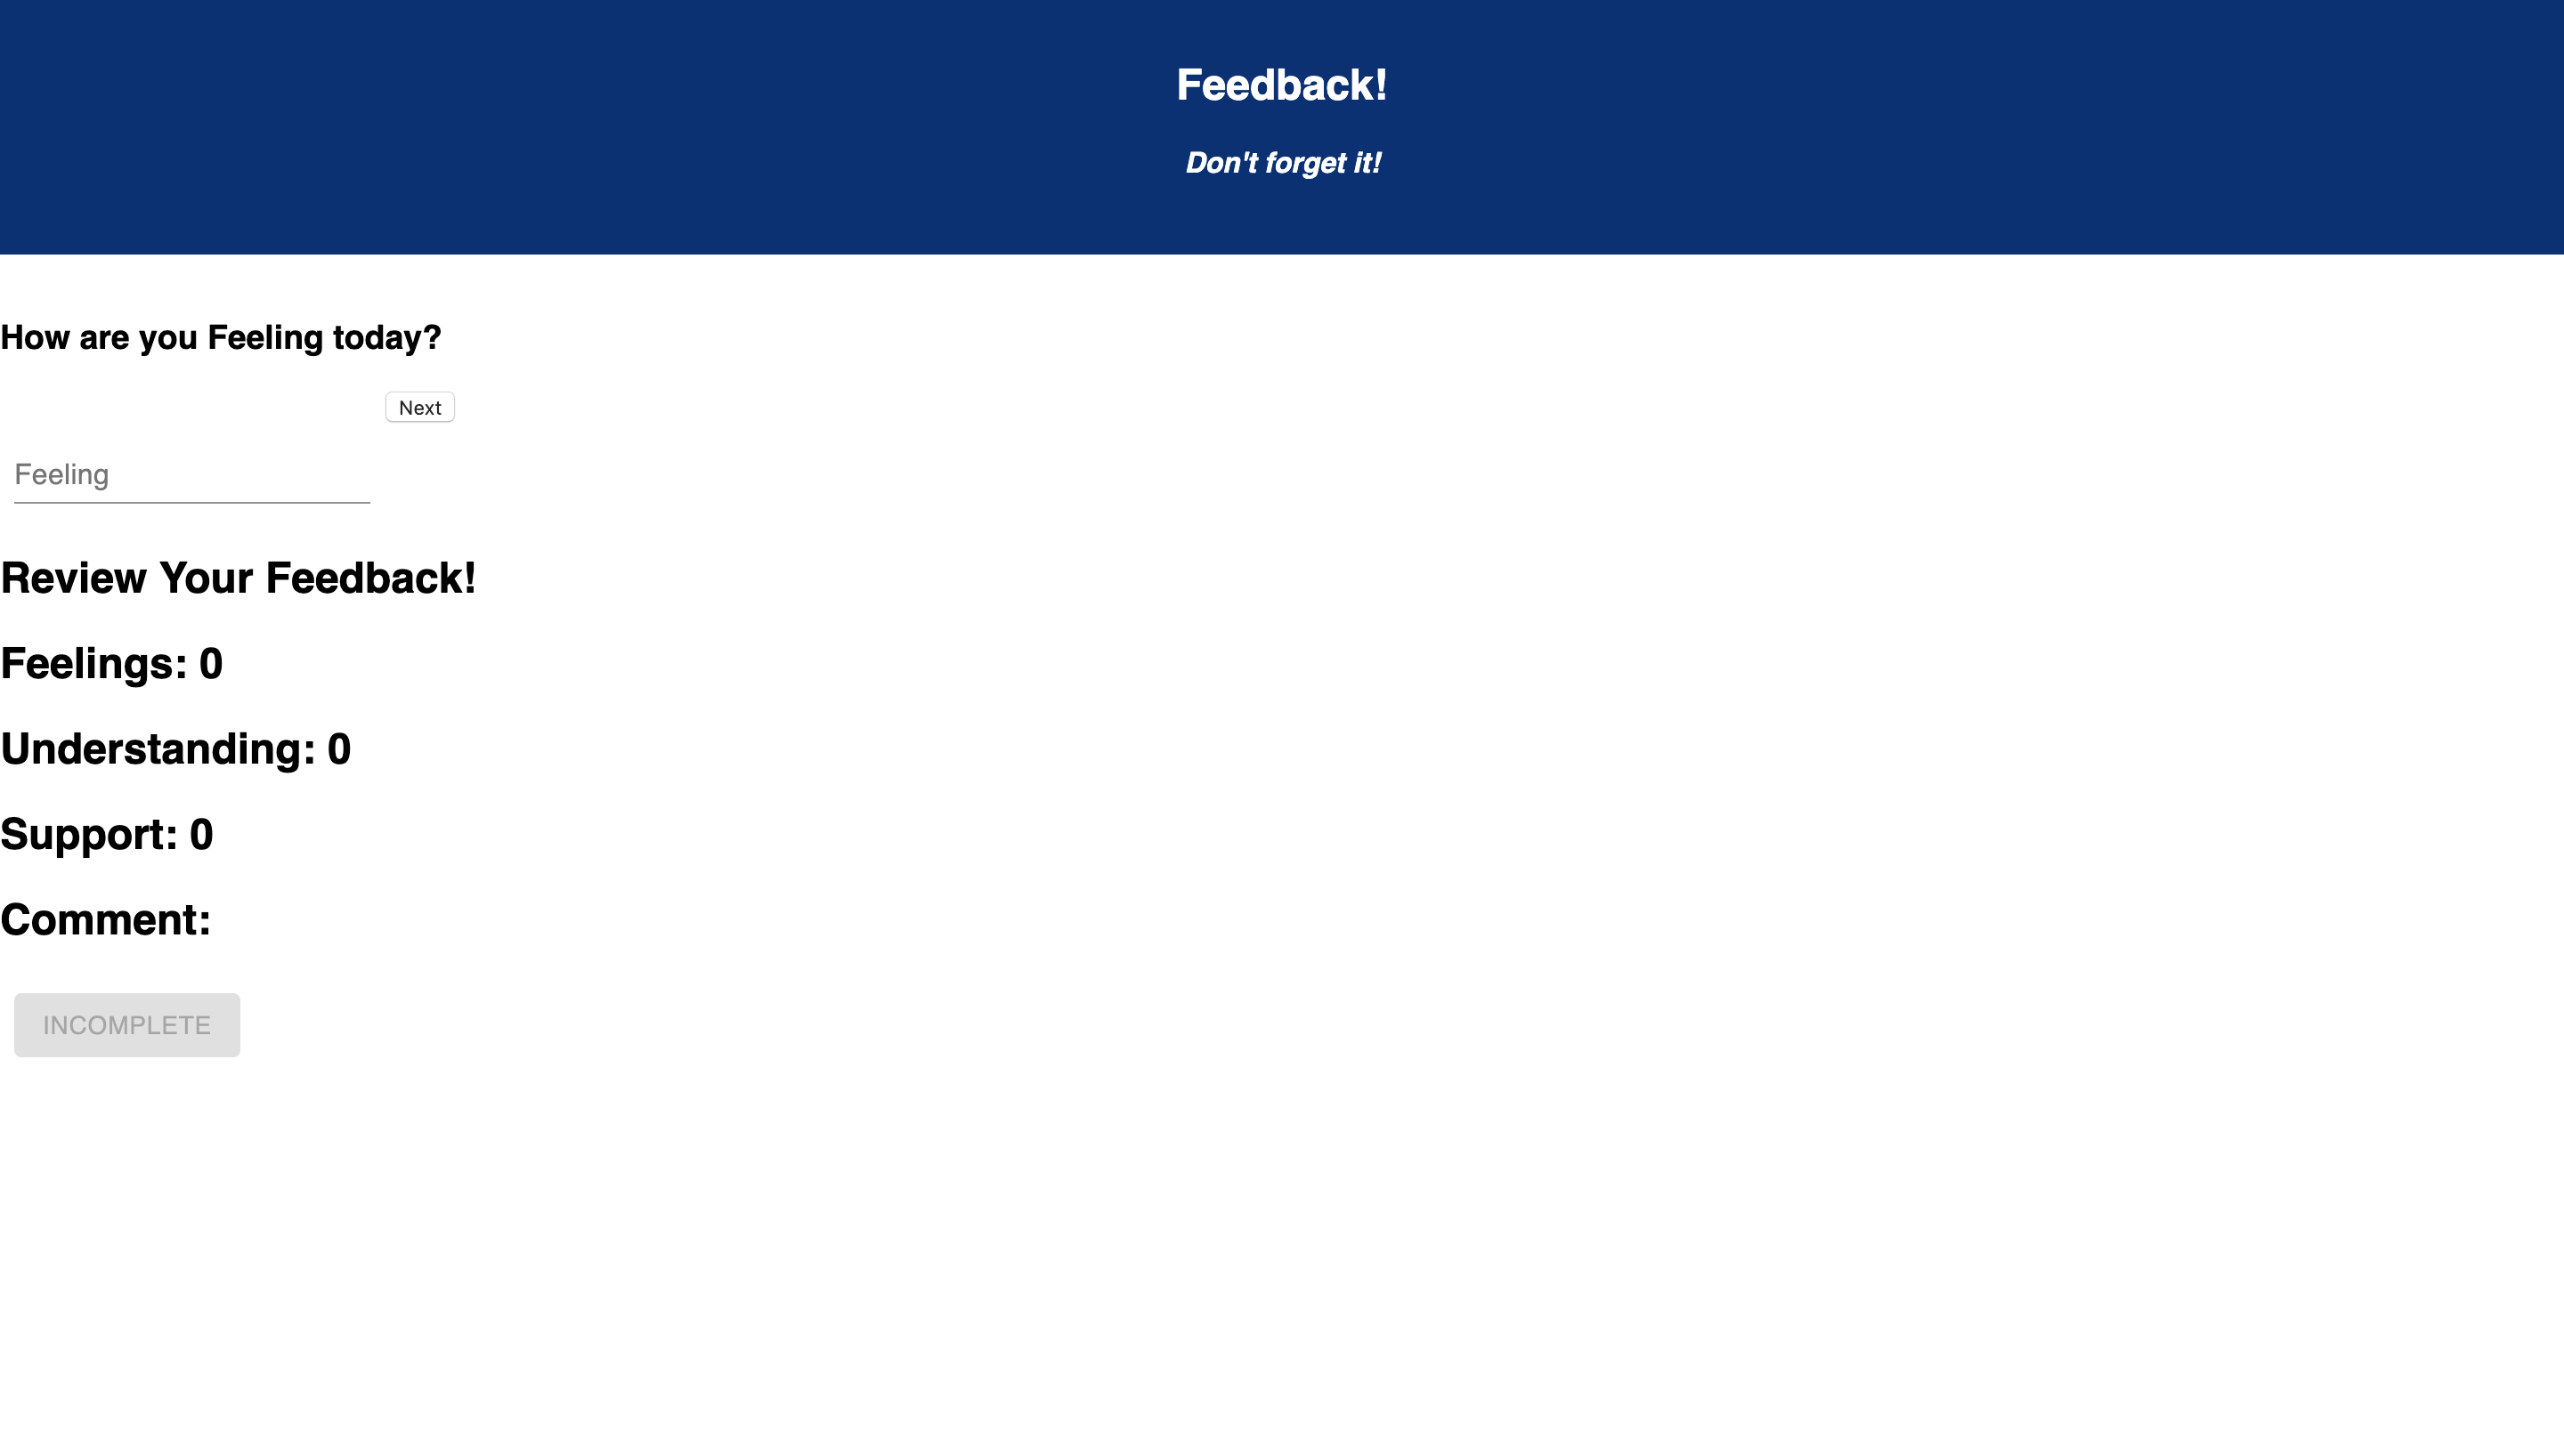 Feedback!
Don't forget it!
How are you Feeling today?
Next
Feeling
Review Your Feedback!
Feelings: 0
Understanding: 0
Support: 0
Comment:
INCOMPLETE